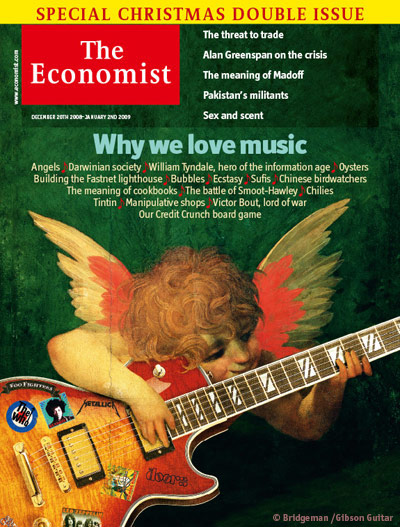 SPECIAL CHRISTMAS DOUBLE ISSUE
www.economist.com
The
Economist
DECEMBER 20TH 2008-JANUARY 2ND 2009
The threat to trade
Alan Greenspan on the crisis
The meaning of Madoff
Pakistan's militants
Sex and scent
Why we love music
Angels ♪ Darwinian society ♪ William Tyndale, hero of the information age ♪ Oysters
Building the Fastnet lighthouse ♪ Bubbles ♪ Ecstasy ♪ Sufis ♪ Chinese birdwatchers
The meaning of cookbooks ♪ The battle of Smoot-Hawley ♪ Chilies
Tintin ♪ Manipulative shops ♪ Victor Bout, lord of war
Our Credit Crunch board game
FOO FIGHTERS
The Who
METALLICA
the doors
© Bridgeman /Gibson Guitar